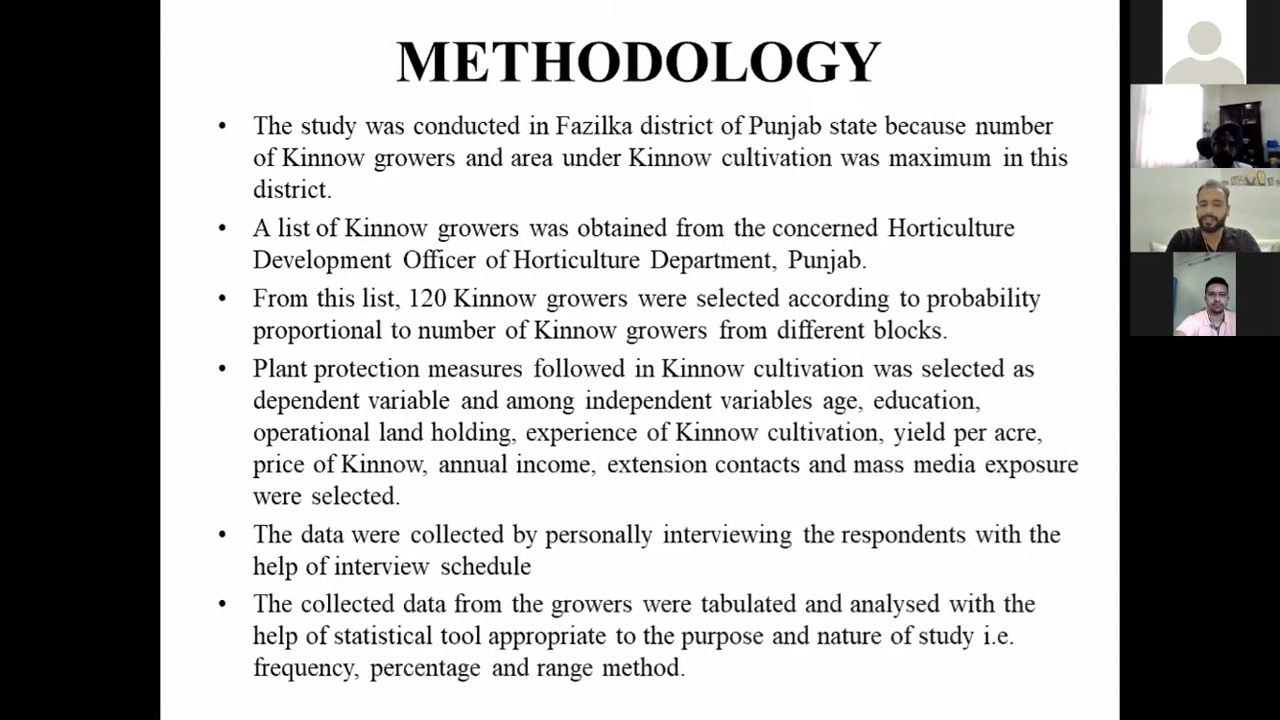 METHODOLOGY
• The study was conducted in Fazilka district of Punjab state because number
of Kinnow growers and area under Kinnow cultivation was maximum in this
district.
• A list of Kinnow growers was obtained from the concerned Horticulture
Development Officer of Horticulture Department, Punjab.
• From this list, 120 Kinnow growers were selected according to probability
proportional to number of Kinnow growers from different blocks.
• Plant protection measures followed in Kinnow cultivation was selected as
dependent variable and among independent variables age, education,
operational land holding, experience of Kinnow cultivation, yield per acre,
price of Kinnow, annual income, extension contacts and mass media exposure
were selected.
• The data were collected by personally interviewing the respondents with the
help of interview schedule
• The collected data from the growers were tabulated and analysed with the
help of statistical tool appropriate to the purpose and nature of study i.e.
frequency, percentage and range method.